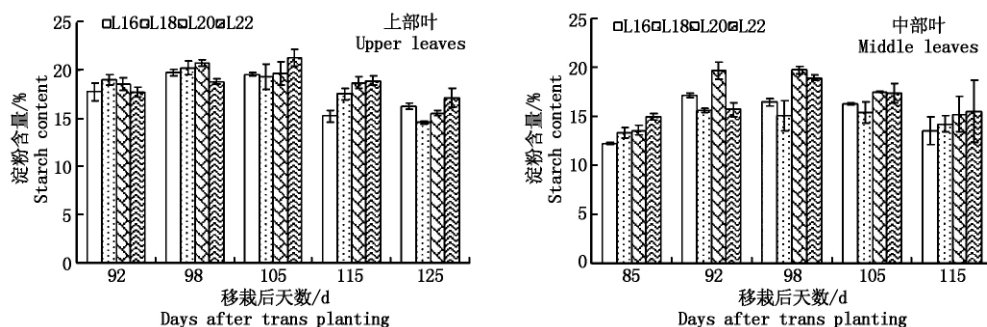 25
□L16□L18▧L20▨L22
上部叶
Upper leaves
20
15
10
5
0
淀粉含量/%
Starch content
92 98 105 115 125
移栽后天数/d
Days after trans planting
25
□L16□L18▧L20▨L22
中部叶
Middle leaves
20
15
10
5
0
淀粉含量/%
Starch content
85 92 98 105 115
移栽后天数/d
Days after trans planting